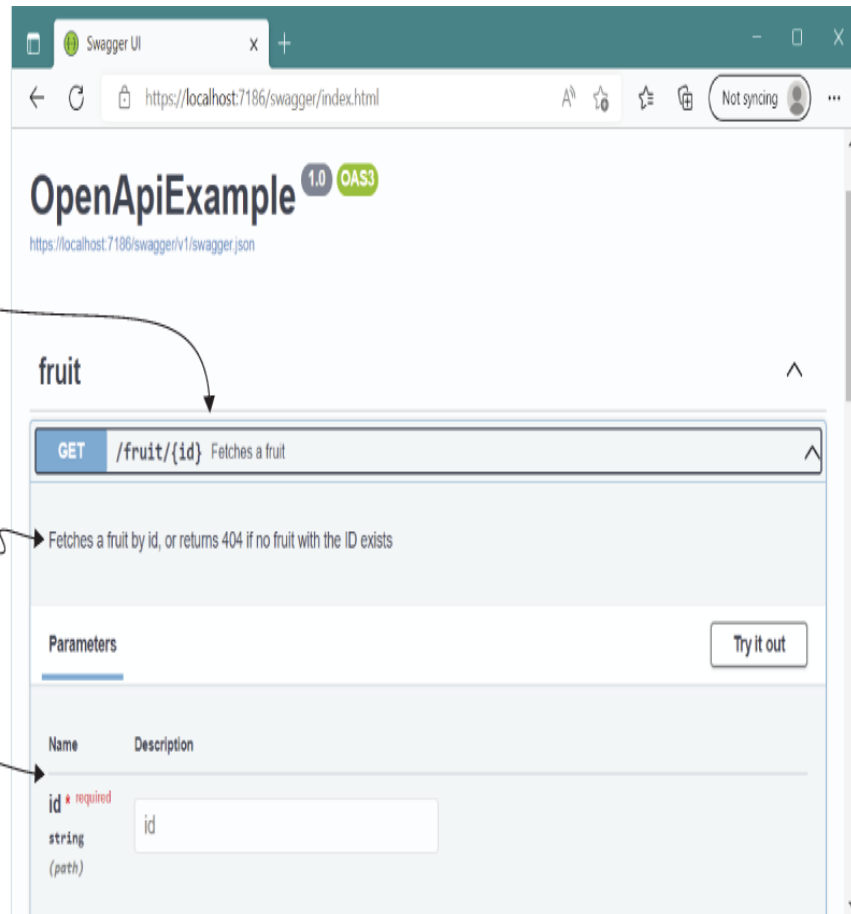 Swagger UI
https://localhost:7186/swagger/index.html
Not syncing
OpenApiExample 1.0 OAS3
https://localhost:7186/swagger/v1/swagger.json
fruit
GET /fruit/{id} Fetches a fruit
Fetches a fruit by id, or returns 404 if no fruit with the ID exists
Parameters
Try it out
Name Description
id * required
id
string
(path)